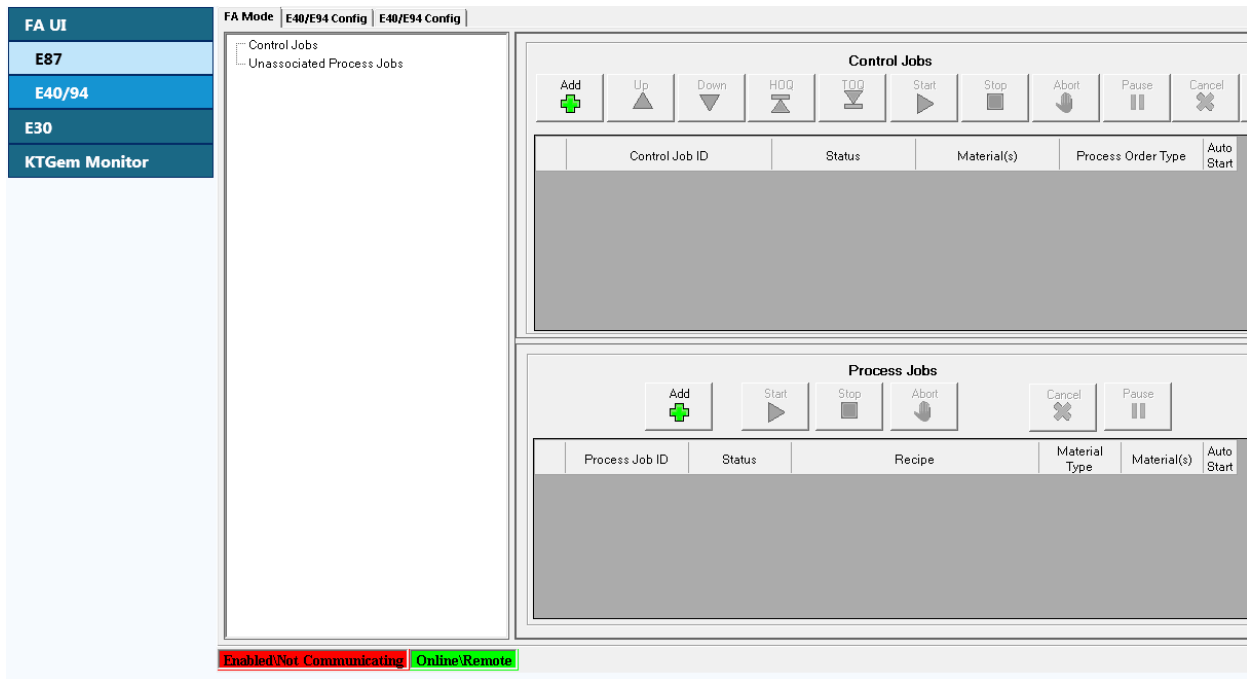 FA UI
E87
E40/94
E30
KTGem Monitor
FA Mode
E40/E94 Config
E40/E94 Config
Control Jobs
Unassociated Process Jobs
Control Jobs
Add
Up
Down
HOQ
TOQ
Start
Stop
Abort
Pause
Cancel
Control Job ID
Status
Material(s)
Process Order Type
Auto
Start
Process Jobs
Add
Start
Stop
Abort
Cancel
Pause
Process Job ID
Status
Recipe
Material
Type
Material(s)
Auto
Start
Enabled\Not Communicating
Online\Remote